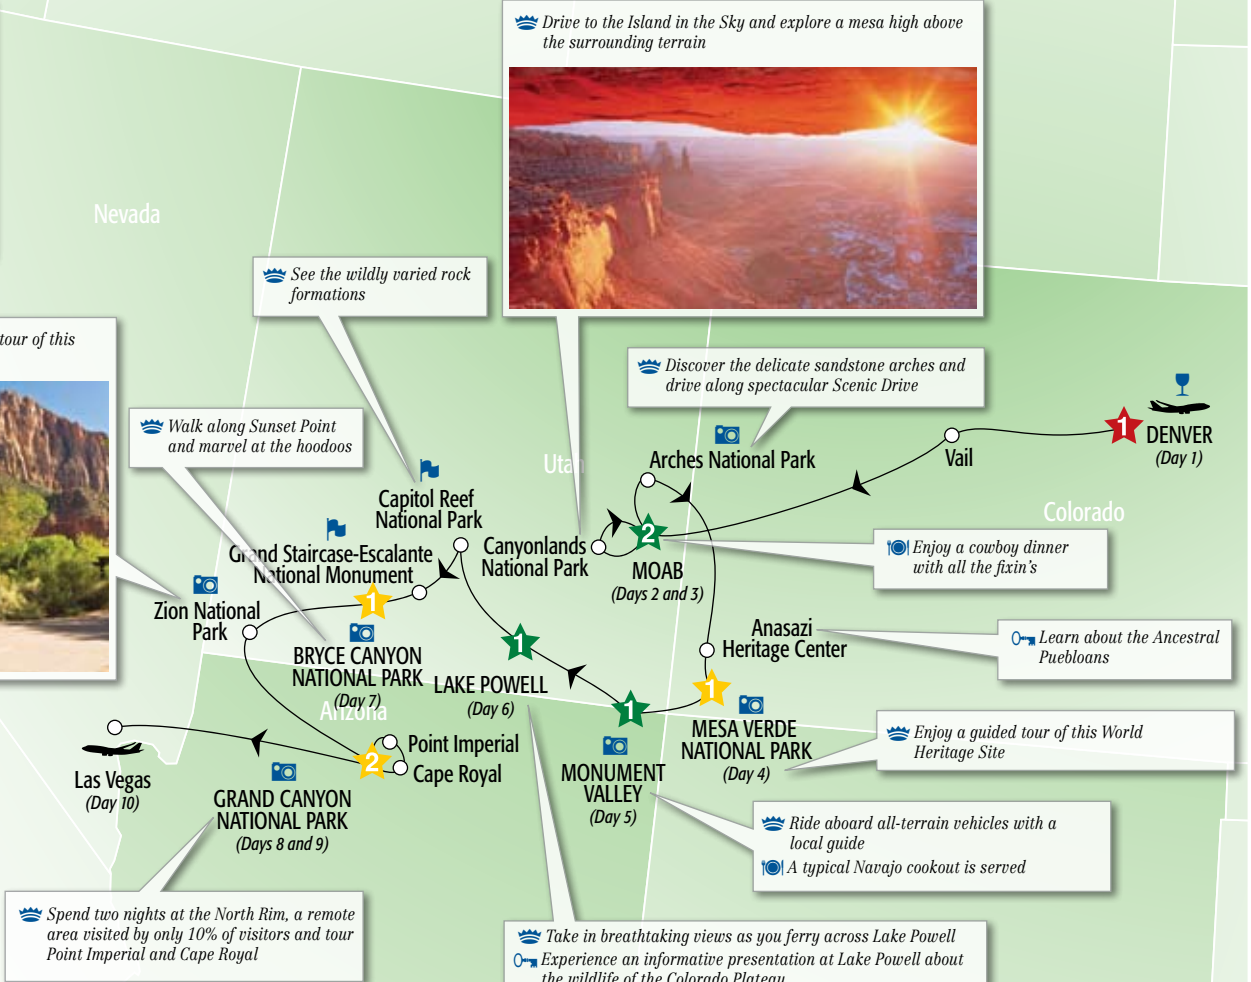 Drive to the Island in the Sky and explore a mesa high above
the surrounding terrain
Nevada
See the wildly varied rock
formations
tour of this
Discover the delicate sandstone arches and
drive along spectacular Scenic Drive
Walk along Sunset Point
and marvel at the hoodoos
1
DENVER
(Day 1)
Vail
Arches National Park
Utah
Colorado
Capitol Reef
National Park
Canyonlands
National Park
2
MOAB
(Days 2 and 3)
Enjoy a cowboy dinner
with all the fixin's
Grand Staircase-Escalante
National Monument
1
Zion National
Park
BRYCE CANYON
NATIONAL PARK
(Day 7)
1
LAKE POWELL
(Day 6)
Anasazi
Heritage Center
Learn about the Ancestral
Puebloans
1
MESA VERDE
NATIONAL PARK
(Day 4)
Enjoy a guided tour of this World
Heritage Site
1
MONUMENT
VALLEY
(Day 5)
Arizona
Point Imperial
Cape Royal
2
Las Vegas
(Day 10)
GRAND CANYON
NATIONAL PARK
(Days 8 and 9)
Ride aboard all-terrain vehicles with a
local guide
A typical Navajo cookout is served
Spend two nights at the North Rim, a remote
area visited by only 10% of visitors and tour
Point Imperial and Cape Royal
Take in breathtaking views as you ferry across Lake Powell
Experience an informative presentation at Lake Powell about
the wildlife of the Colorado Plateau